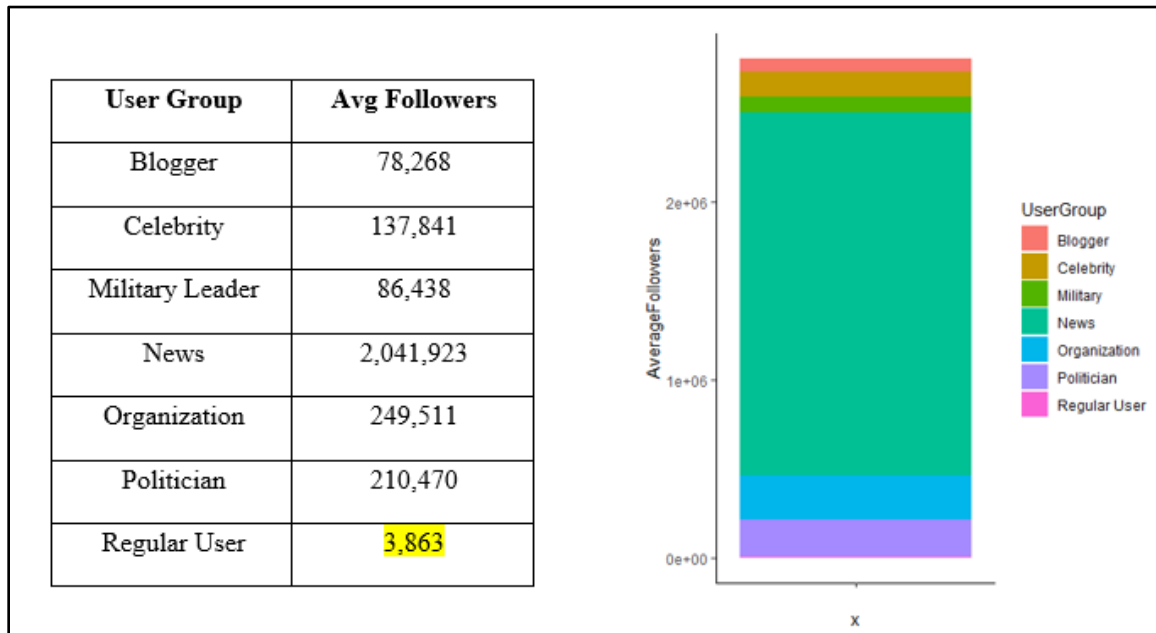 User Group Avg Followers
Blogger 78,268
Celebrity 137,841
Military Leader 86,438
News 2,041,923
Organization 249,511
Politician 210,470
Regular User 3,863
AverageFollowers
2e+06
1e+06
0e+00
x
UserGroup
Blogger
Celebrity
Military
News
Organization
Politician
Regular User